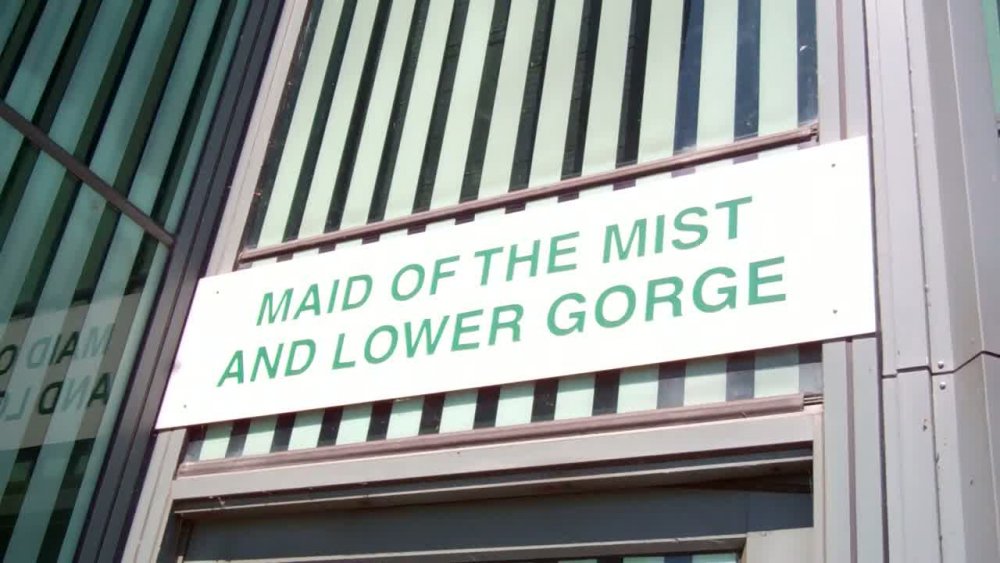 MAID OF THE MIST
AND LOWER GORGE